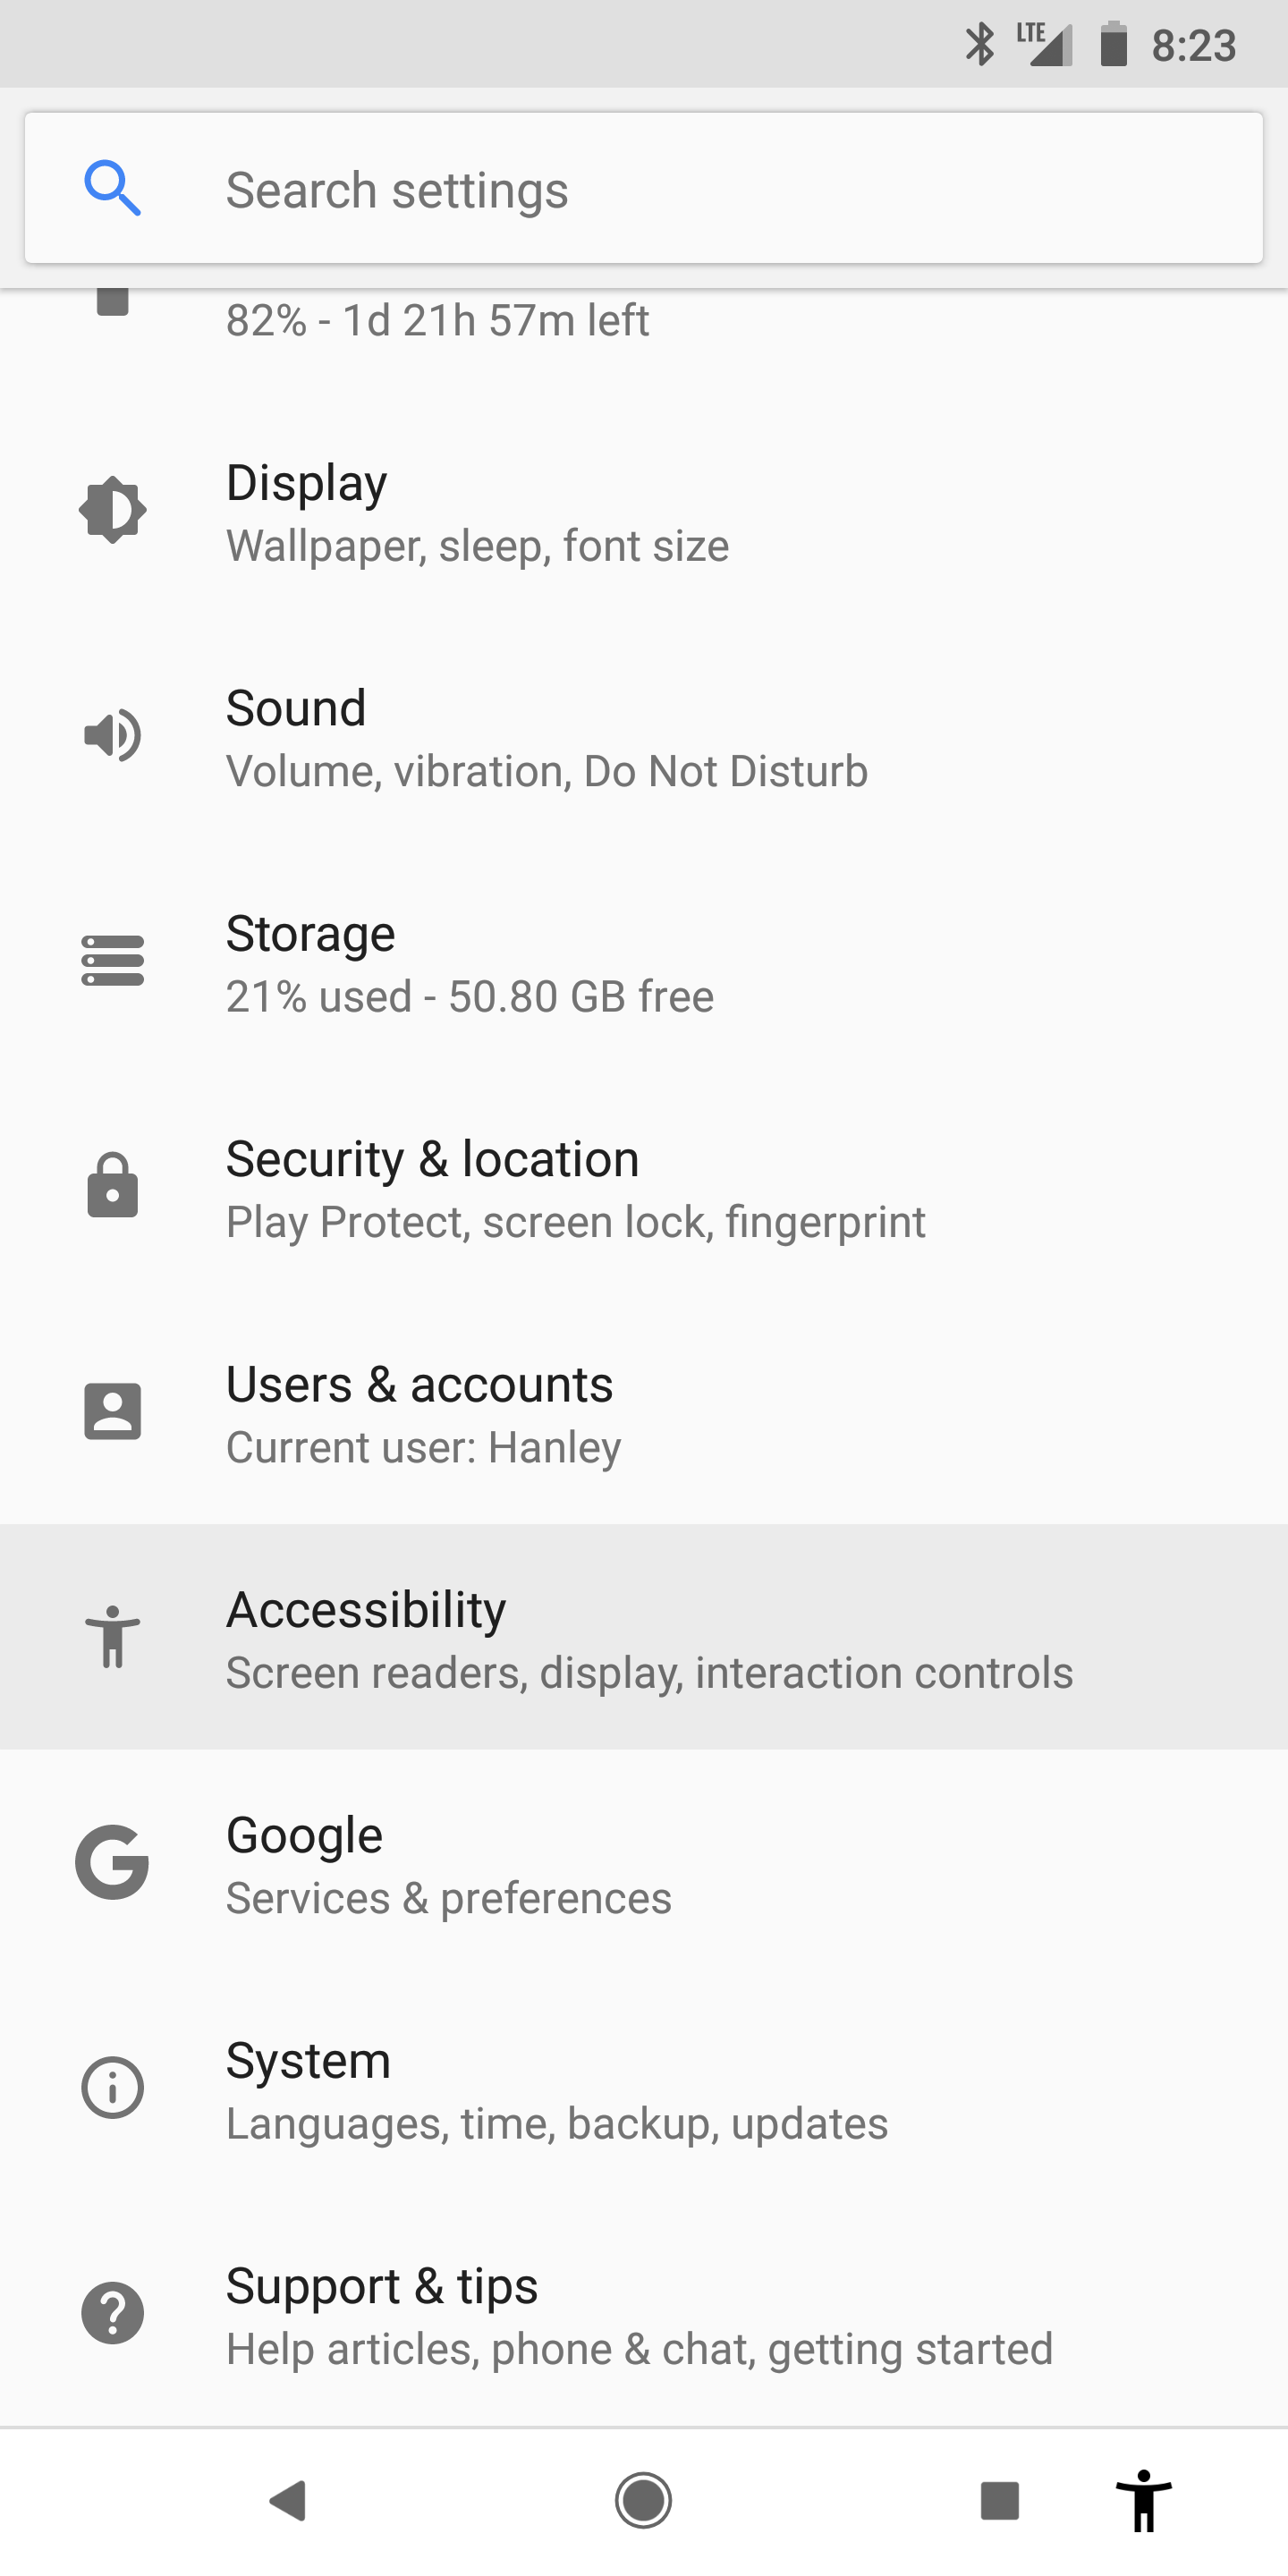 LTE 8:23
Search settings
82% - 1d 21h 57m left
Display
Wallpaper, sleep, font size
Sound
Volume, vibration, Do Not Disturb
Storage
21% used - 50.80 GB free
Security & location
Play Protect, screen lock, fingerprint
Users & accounts
Current user: Hanley
Accessibility
Screen readers, display, interaction controls
Google
Services & preferences
System
Languages, time, backup, updates
Support & tips
Help articles, phone & chat, getting started